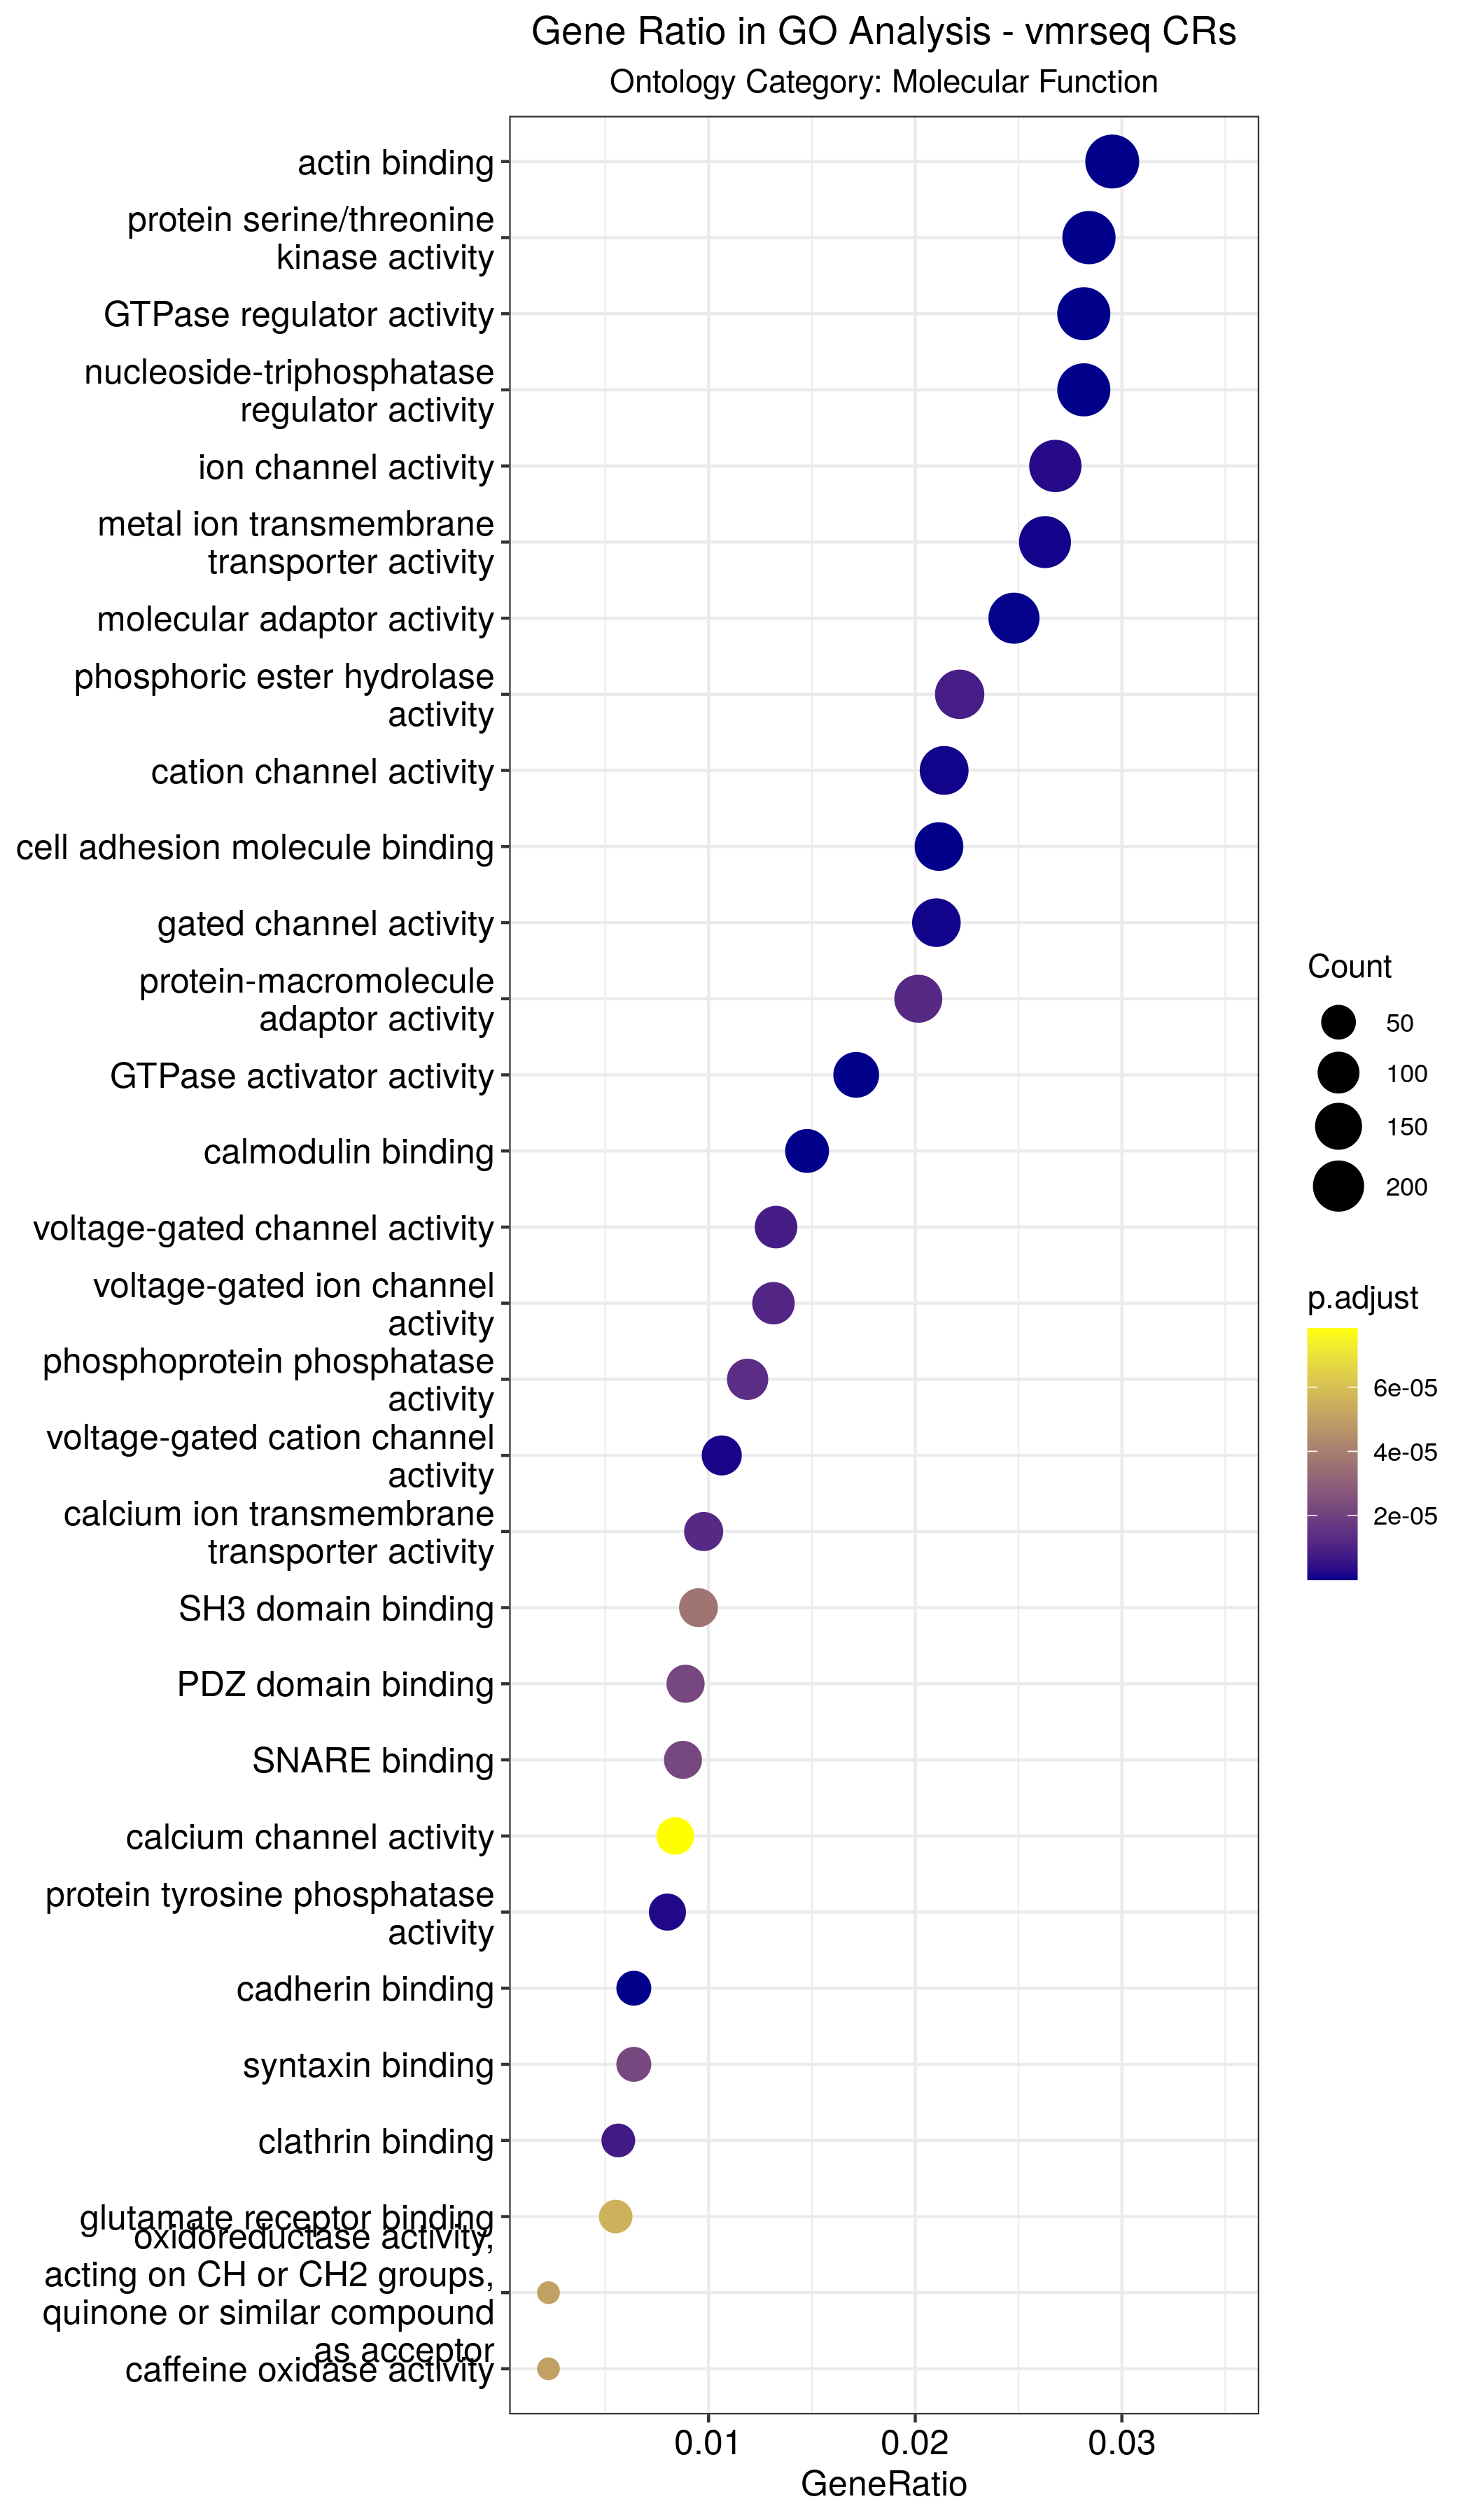 Gene Ratio in GO Analysis - vmrseq CRs
Ontology Category: Molecular Function
actin binding
protein serine/threonine
kinase activity
GTPase regulator activity
nucleoside-triphosphatase
regulator activity
ion channel activity
metal ion transmembrane
transporter activity
molecular adaptor activity
phosphoric ester hydrolase
activity
cation channel activity
cell adhesion molecule binding
gated channel activity
protein-macromolecule
adaptor activity
GTPase activator activity
calmodulin binding
voltage-gated channel activity
voltage-gated ion channel
activity
phosphoprotein phosphatase
activity
voltage-gated cation channel
activity
calcium ion transmembrane
transporter activity
SH3 domain binding
PDZ domain binding
SNARE binding
calcium channel activity
protein tyrosine phosphatase
activity
cadherin binding
syntaxin binding
clathrin binding
glutamate receptor binding
oxidoreductase activity,
acting on CH or CH2 groups,
quinone or similar compound
as acceptor
caffeine oxidase activity
0.01
0.02
0.03
GeneRatio
Count
50
100
150
200
p.adjust
6e-05
4e-05
2e-05